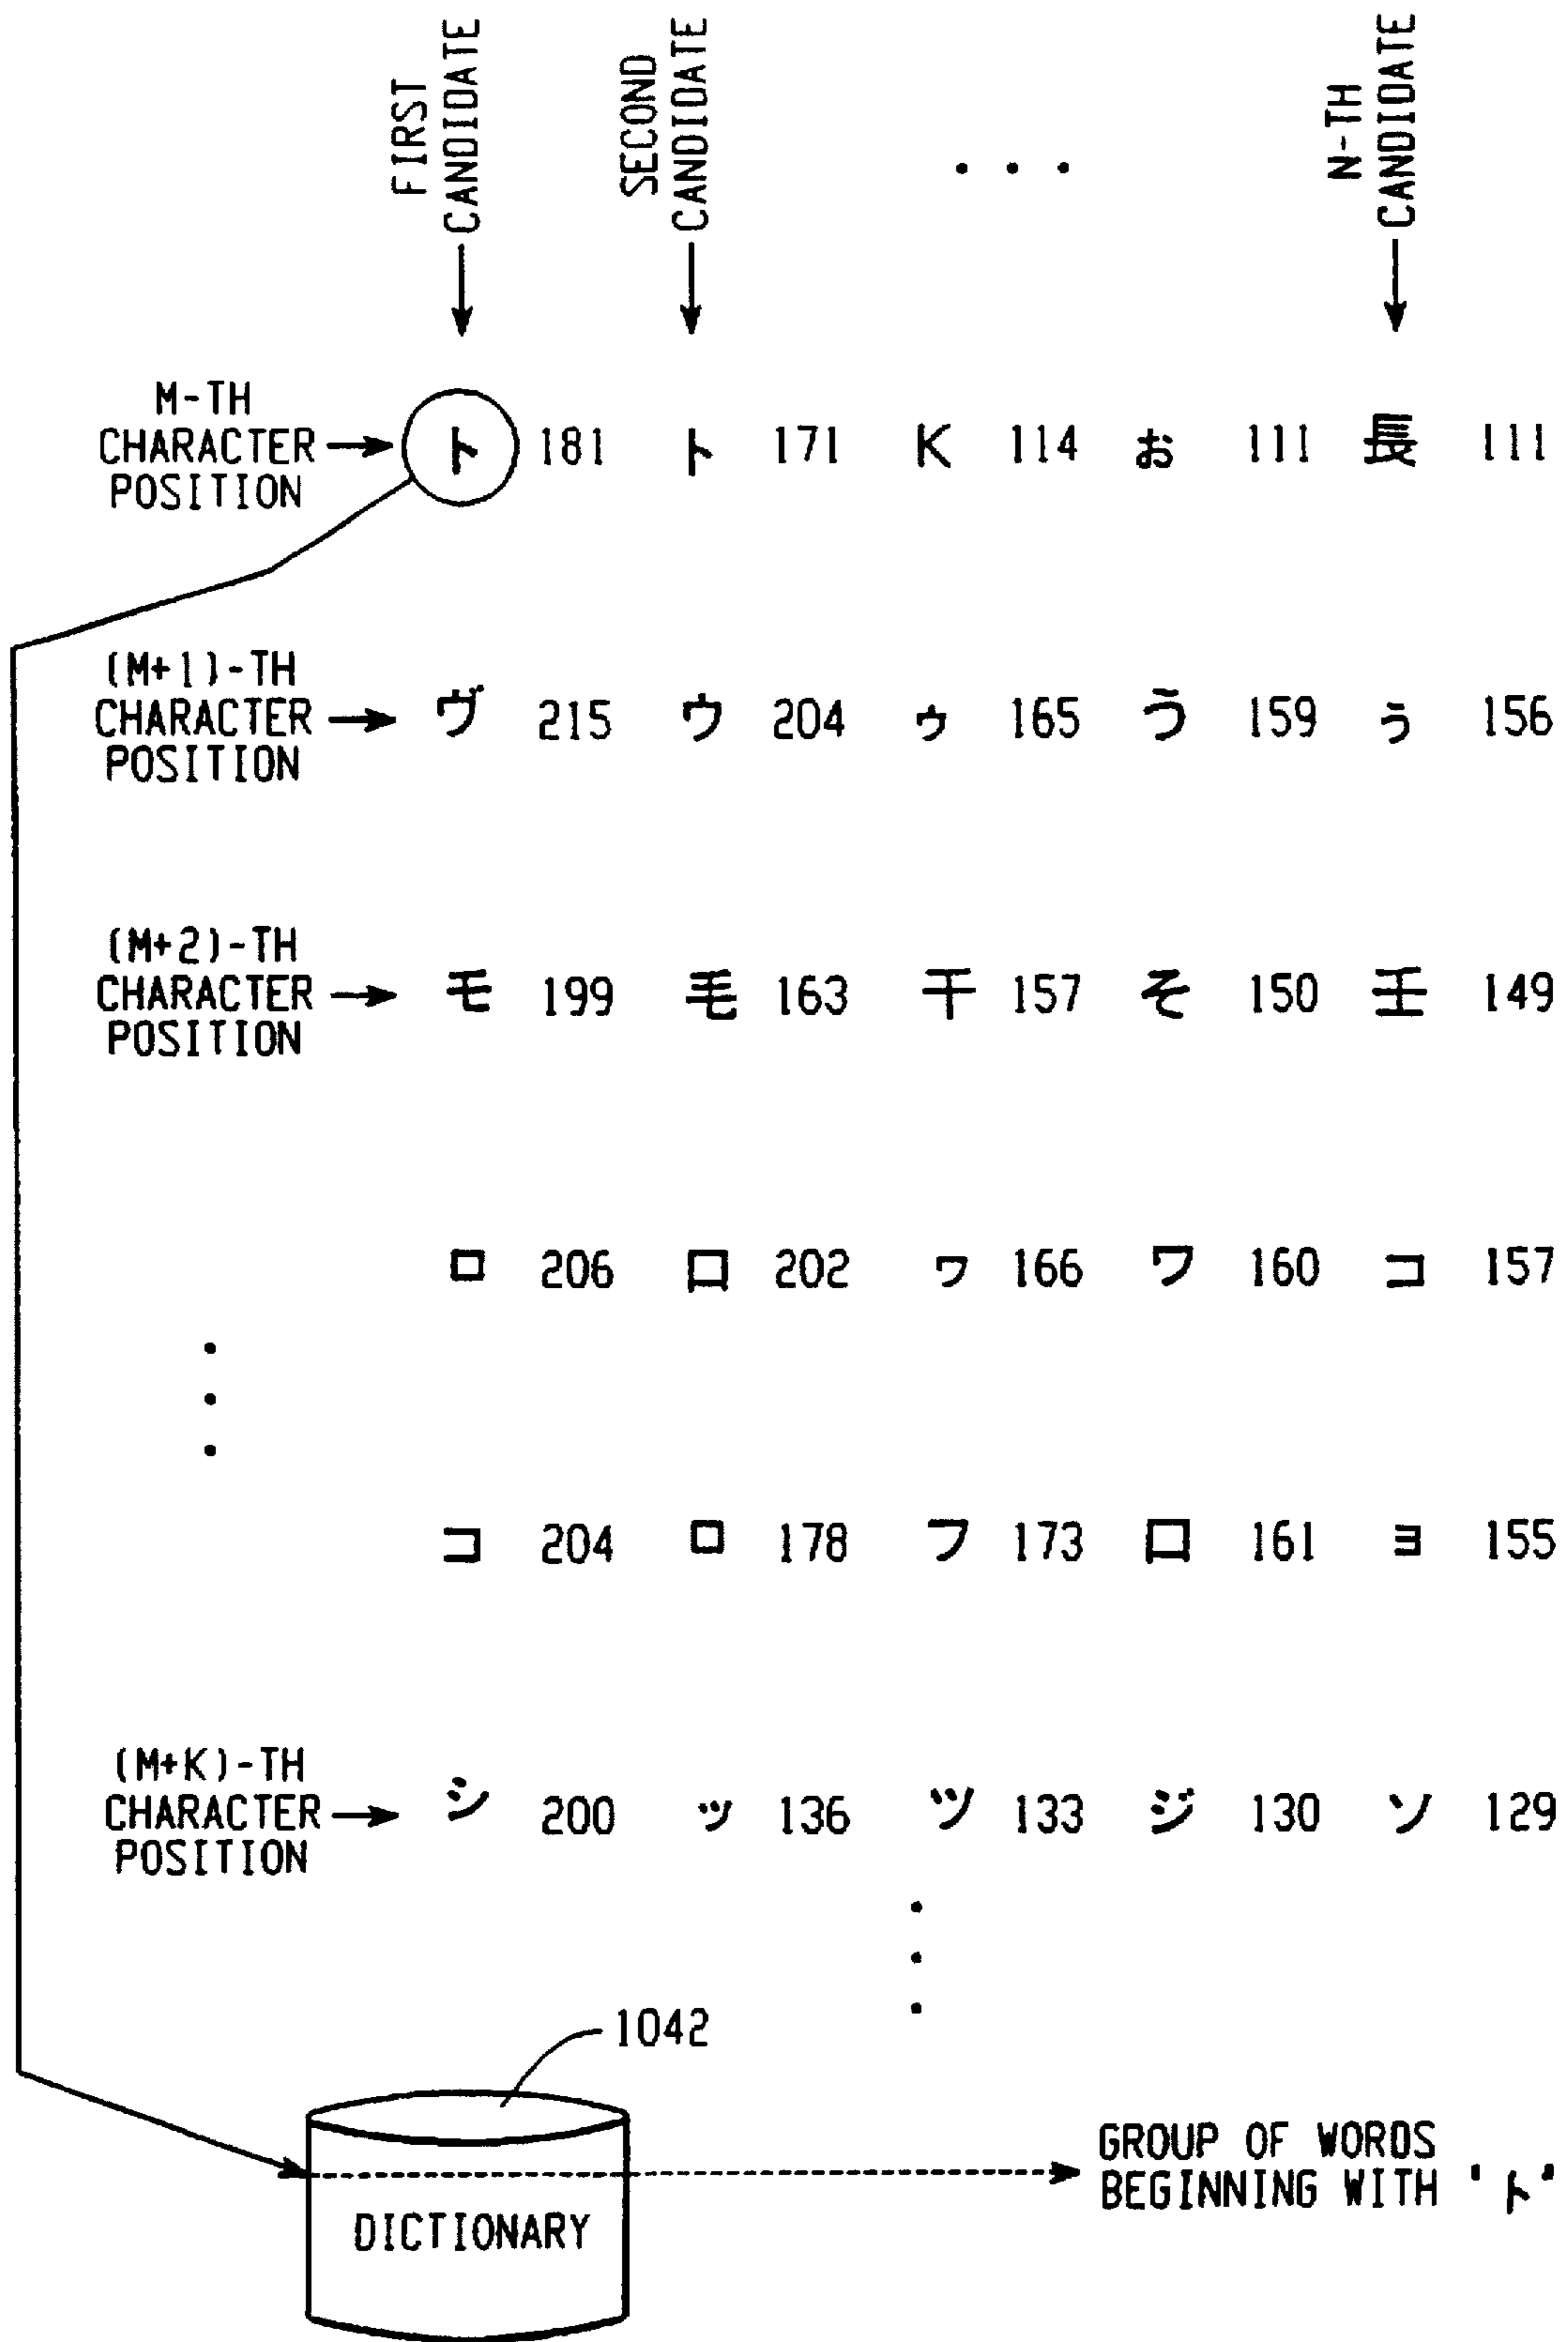 FIRST
CANDIDATE
SECOND
CANDIDATE
. . .
N-TH
CANDIDATE
M-TH
CHARACTER
POSITION
ト 181 ト 171 K 114 ぉ 111 長 111
(M+1)-TH
CHARACTER
POSITION
ヴ 215 ウ 204 ゥ 165 う 159 ぅ 156
(M+2)-TH
CHARACTER
POSITION
モ 199 毛 163 干 157 そ 150 壬 149
ロ 206 口 202 ヮ 166 ワ 160 コ 157
コ 204 ロ 178 フ 173 口 161 ョ 155
(M+K)-TH
CHARACTER
POSITION
シ 200 ッ 136 ツ 133 ジ 130 ソ 129
1042
DICTIONARY
GROUP OF WORDS
BEGINNING WITH "ト"